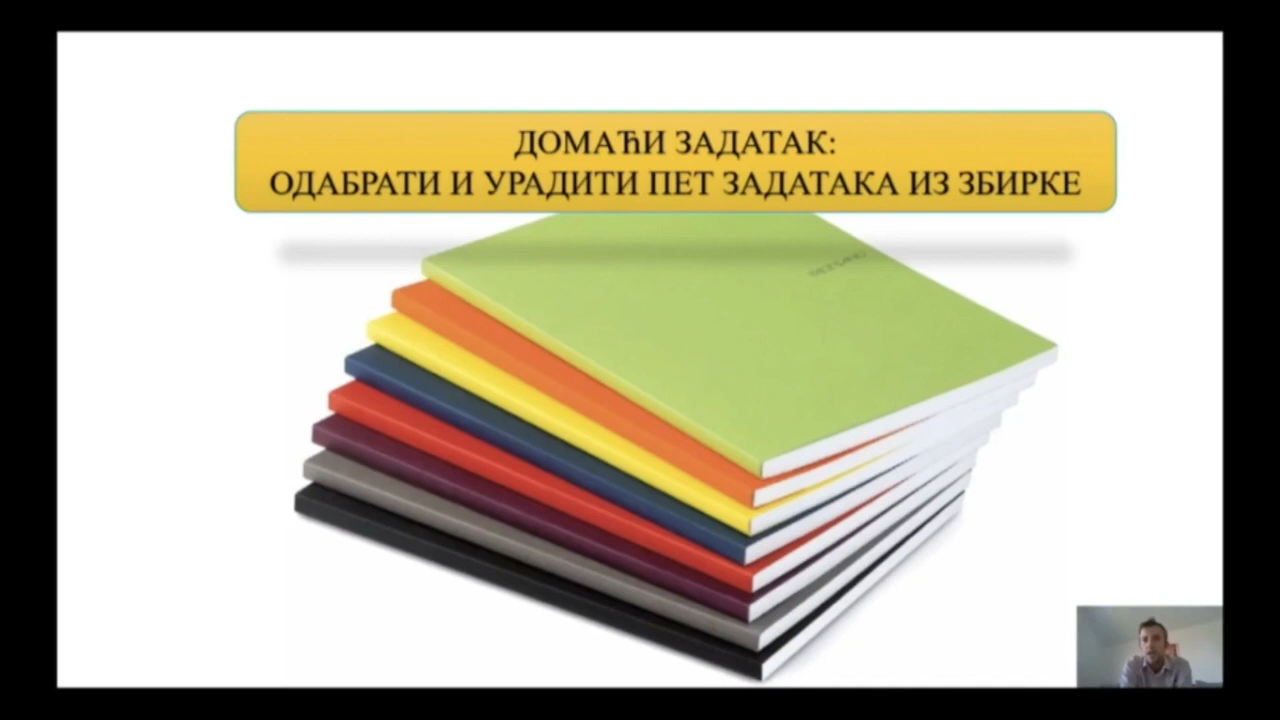 ДОМАЋИ ЗАДАТАК:
ОДАБРАТИ И УРАДИТИ ПЕТ ЗАДАТАКА ИЗ ЗБИРКЕ